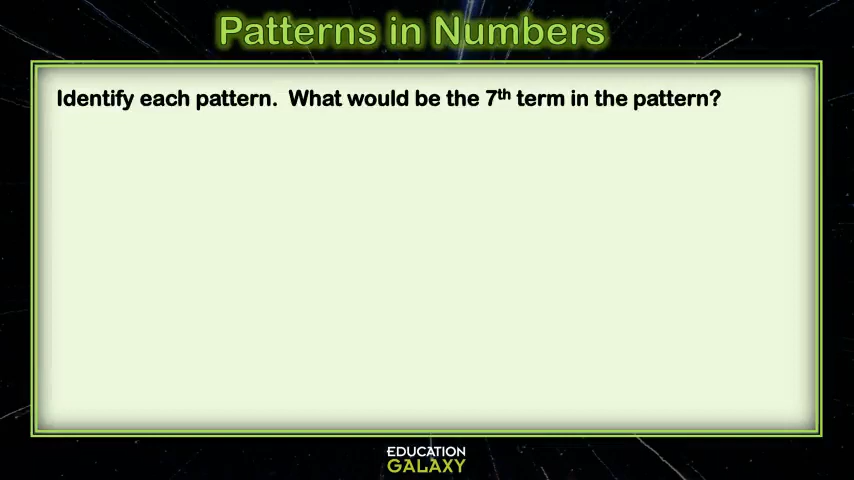 Patterns in Numbers
Identify each pattern.  What would be the 7th term in the pattern?
EDUCATION
GALAXY